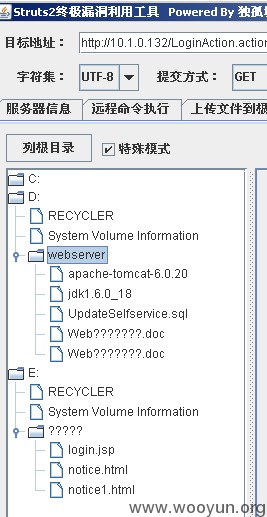 Struts2终极漏洞利用工具 Powered By 独孤
目标地址： http://10.1.0.132/LoginAction.ac
字符集： UTF-8 提交方式： GET
服务器信息 远程命令执行 上传文件到根
列根目录 特殊模式
C:
D:
RECYCLER
System Volume Information
webserver
apache-tomcat-6.0.20
jdk1.6.0_18
UpdateSelfservice.sql
Web???????.doc
Web???????.doc
E:
RECYCLER
System Volume Information
?????
login.jsp
notice.html
notice1.html
www.wooyun.org